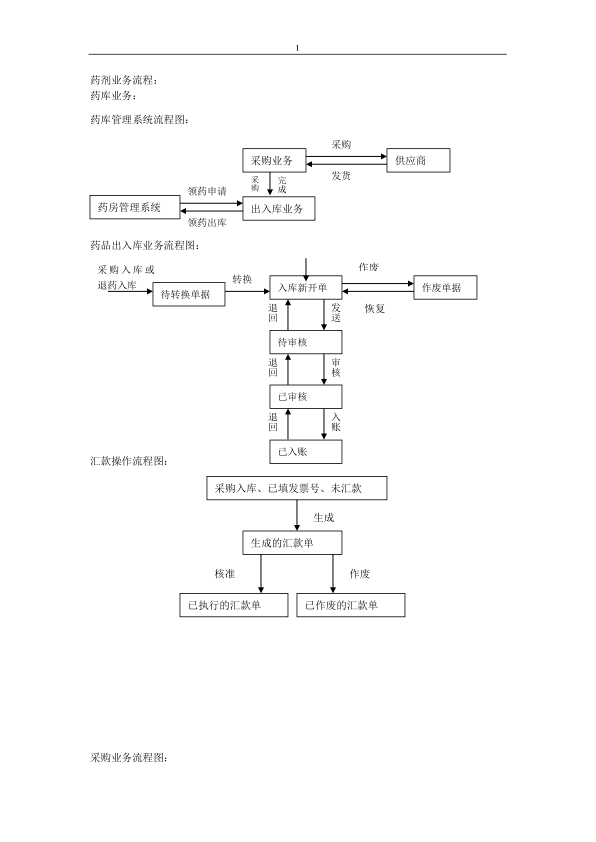 I
药剂业务流程：
药库业务：
药库管理系统流程图：
采购
采购业务
供应商
发货
采购
完成
领药申请
药房管理系统
出入库业务
领药出库
药品出入库业务流程图：
采购入库或
退药入库
待转换单据
转换
入库新开单
作废
作废单据
恢复
退回
发送
待审核
退回
审核
已审核
退回
入账
已入账
汇款操作流程图：
采购入库、已填发票号、未汇款
生成
生成的汇款单
核准
作废
已执行的汇款单
已作废的汇款单
采购业务流程图：